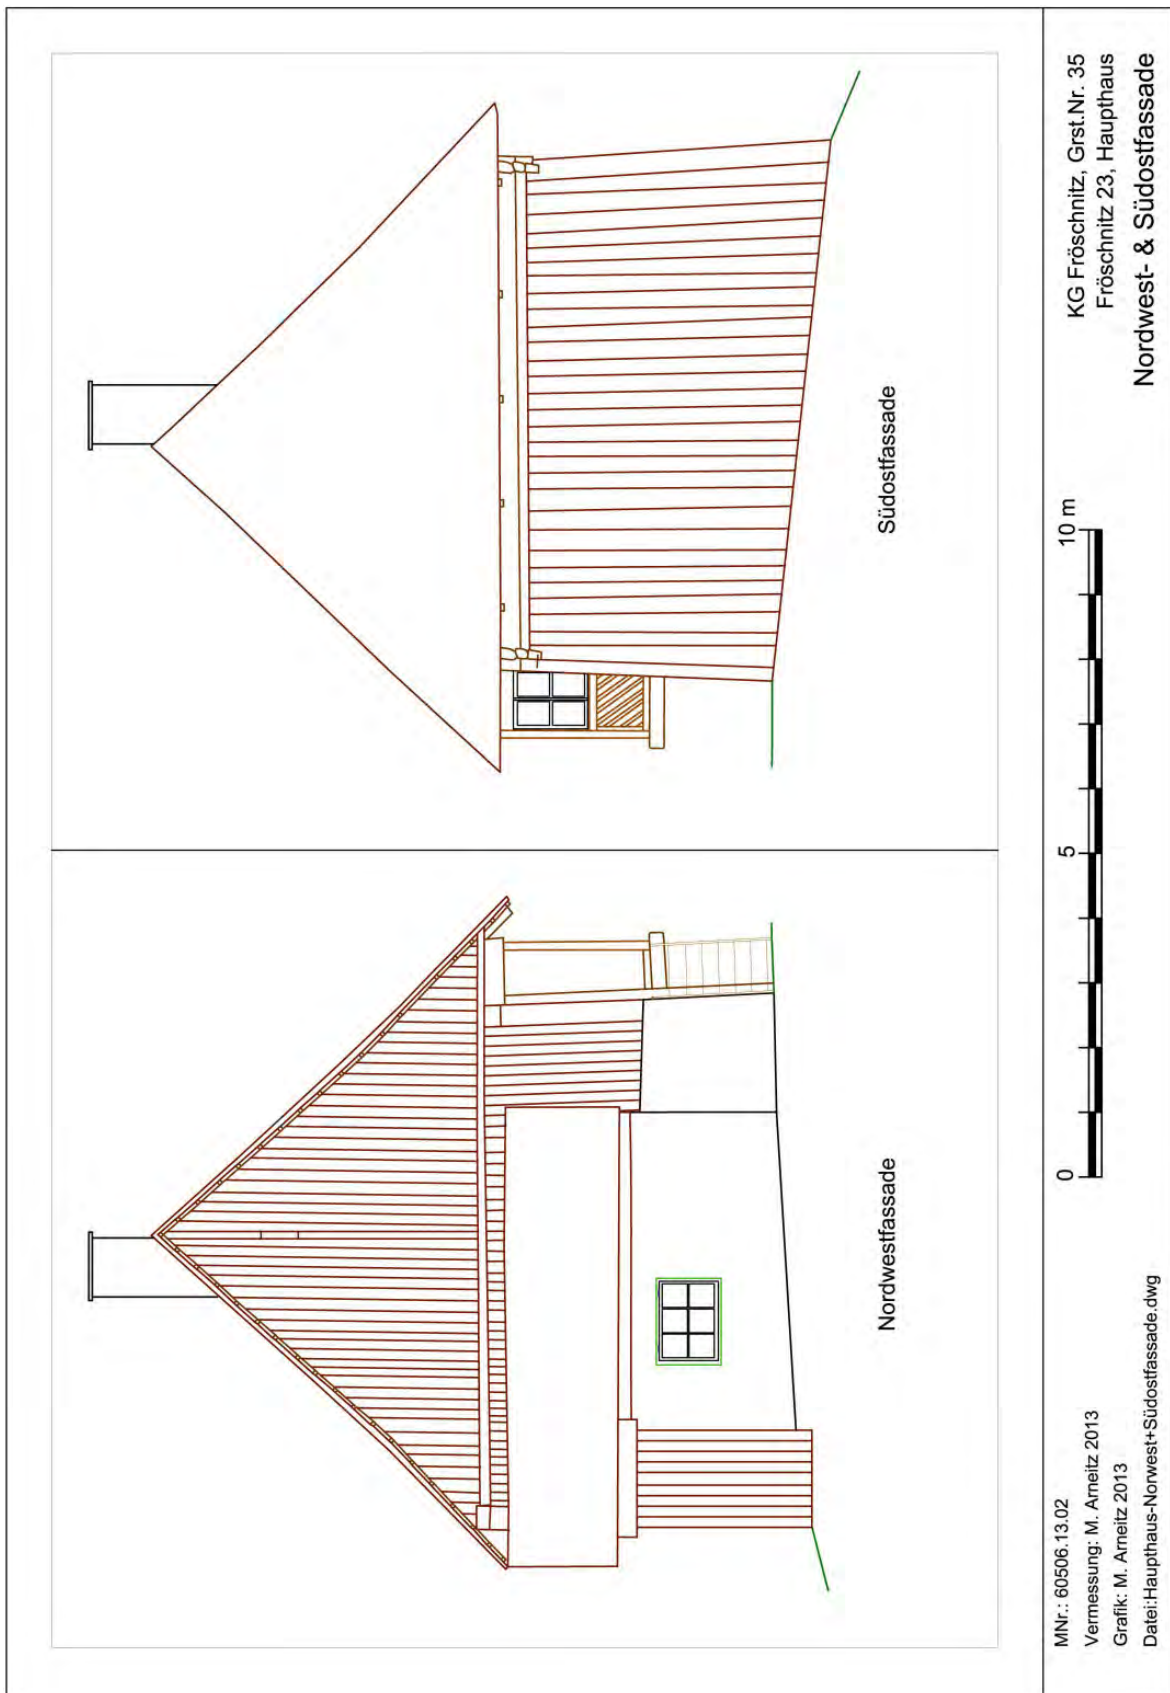 Nordwestfassade
Südostfassade
MNr.: 60506.13.02
Vermessung: M. Arneitz 2013
Grafik: M. Arneitz 2013
Datei:Haupthaus-Norwest+Südostfassade.dwg
0
5
10 m
KG Fröschnitz, Grst.Nr. 35
Fröschnitz 23, Haupthaus
Nordwest- & Südostfassade